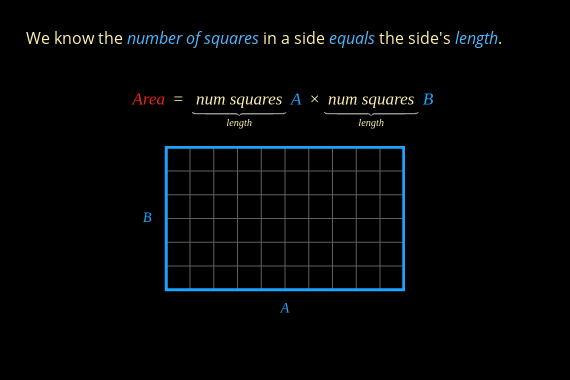 We know the number of squares in a side equals the side's length.
Area = num squares A × num squares B
length length
B
A